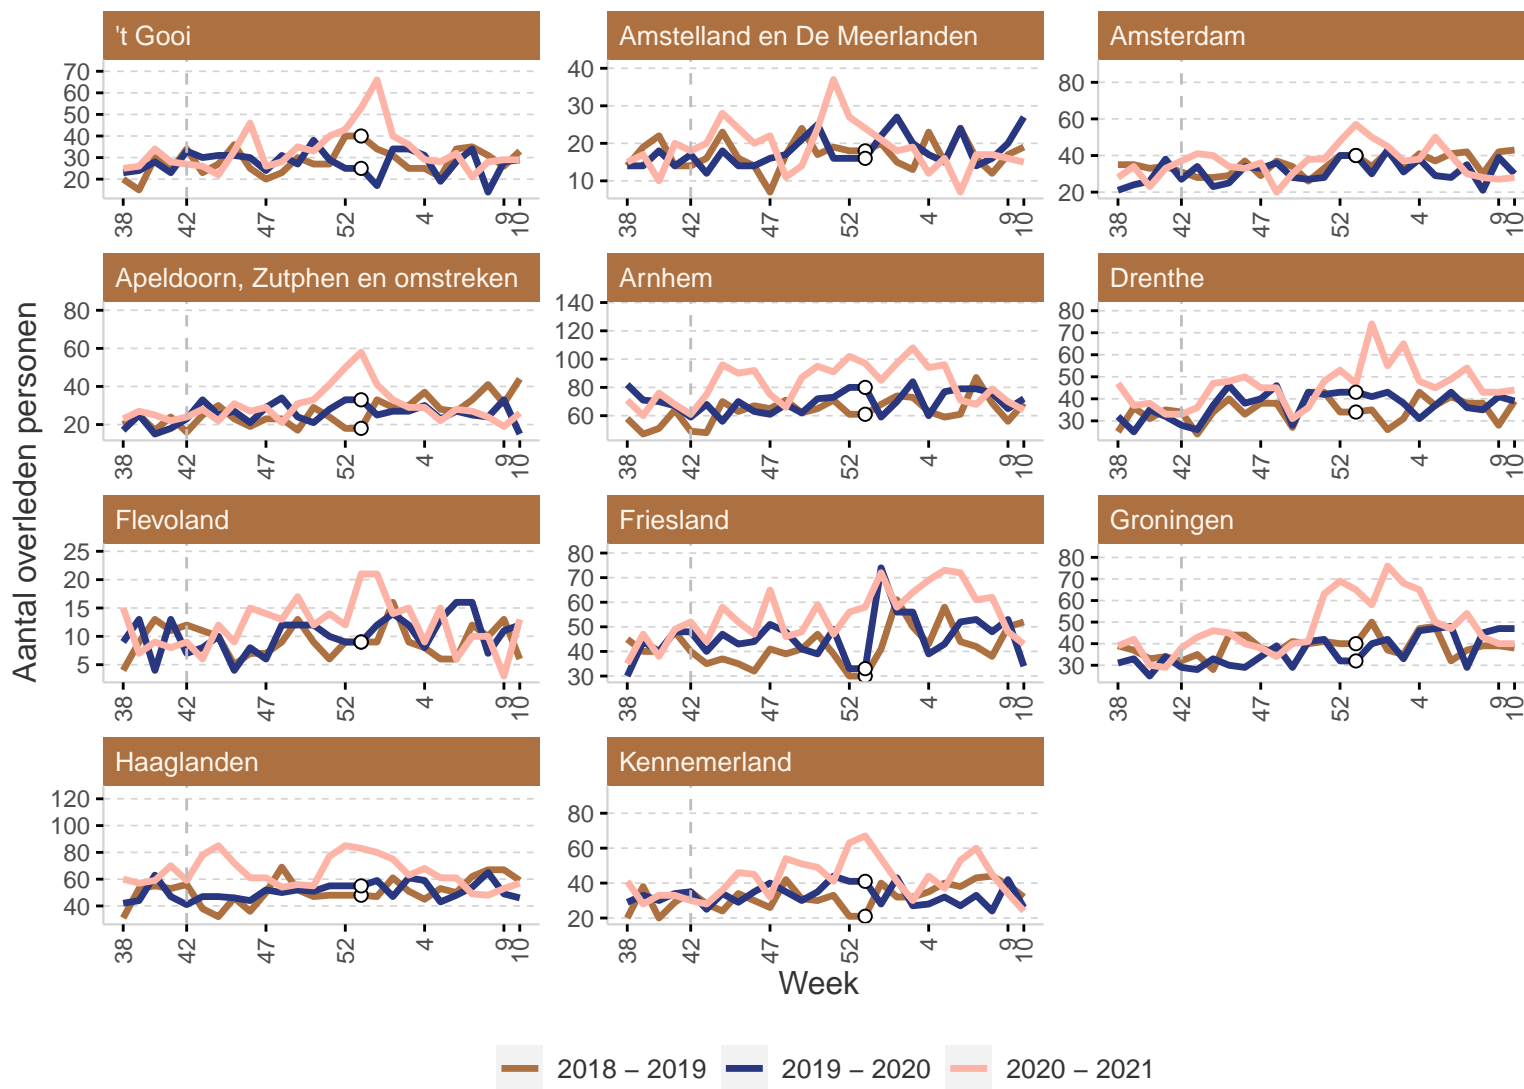 't Gooi
Amstelland en De Meerlanden
Amsterdam
70
60
50
40
30
20
40
30
20
10
80
60
40
20
38 42 47 52 4 9 10
38 42 47 52 4 9 10
38 42 47 52 4 9 10
Apeldoorn, Zutphen en omstreken
Arnhem
Drenthe
80
60
40
20
140
120
100
80
60
80
70
60
50
40
30
38 42 47 52 4 9 10
38 42 47 52 4 9 10
38 42 47 52 4 9 10
Aantal overleden personen
Flevoland
Friesland
Groningen
25
20
15
10
5
80
70
60
50
40
30
80
70
60
50
40
30
38 42 47 52 4 9 10
38 42 47 52 4 9 10
38 42 47 52 4 9 10
Haaglanden
Kennemerland
120
100
80
60
40
80
60
40
20
38 42 47 52 4 9 10
38 42 47 52 4 9 10
Week
2018 – 2019 2019 – 2020 2020 – 2021